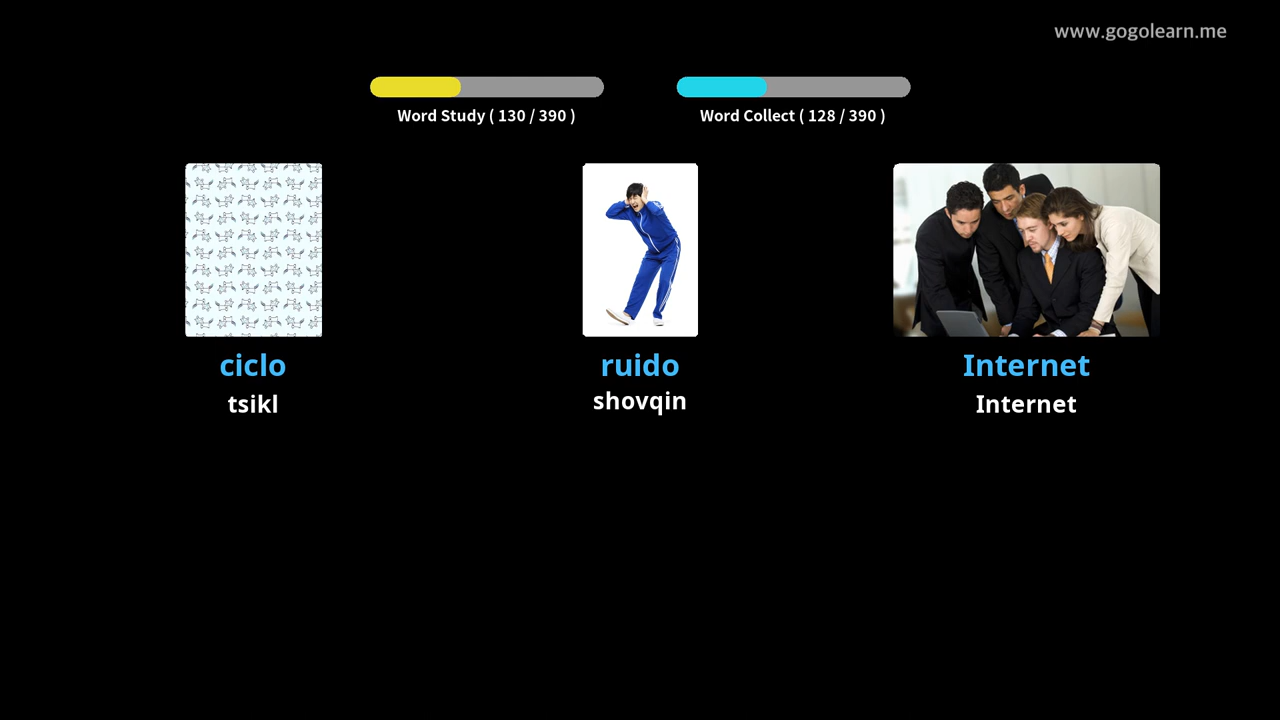 www.gogolearn.me
Word Study ( 130 / 390 )
Word Collect ( 128 / 390 )
ciclo
tsikl
ruido
shovqin
Internet
Internet